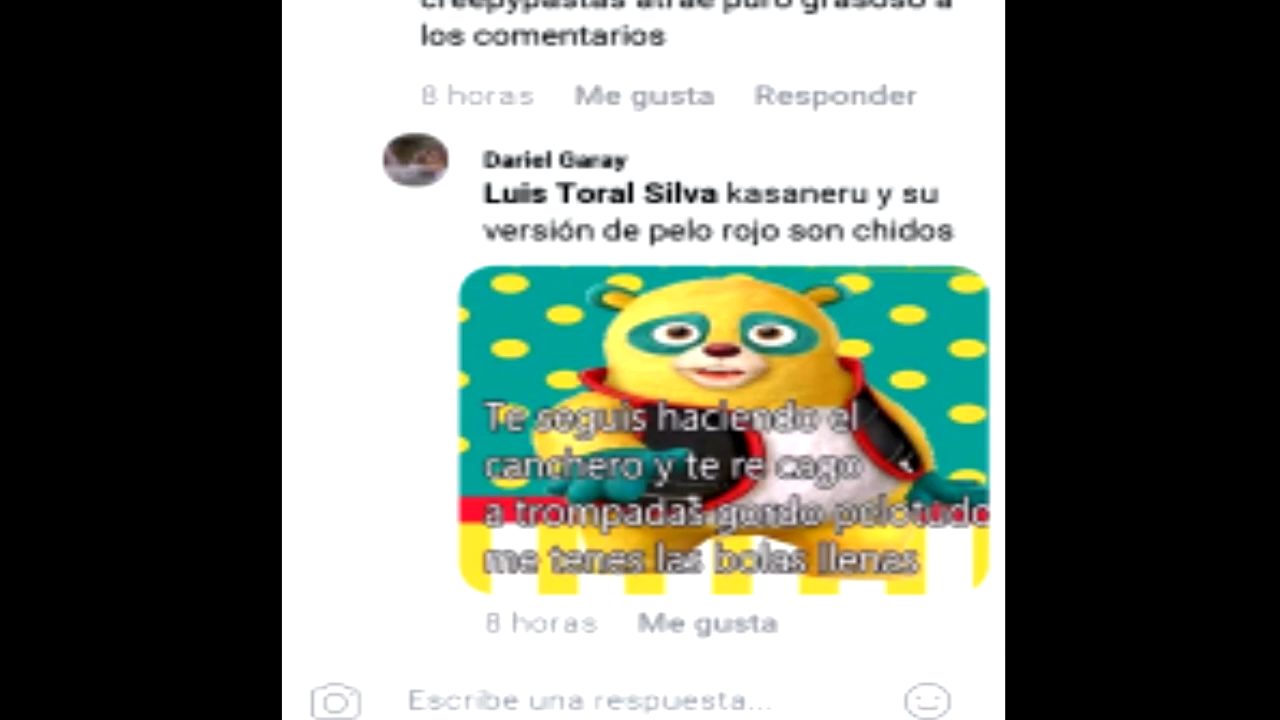 creepypastas atrae puro grasoso a
los comentarios
8 horas Me gusta Responder
Dariel Garay
Luis Toral Silva kasaneru y su
versión de pelo rojo son chidos
Te seguis haciendo el
canchero y te re cago
a trompadas gordo pelotudo
me tenes las bolas llenas
8 horas Me gusta
Escribe una respuesta...